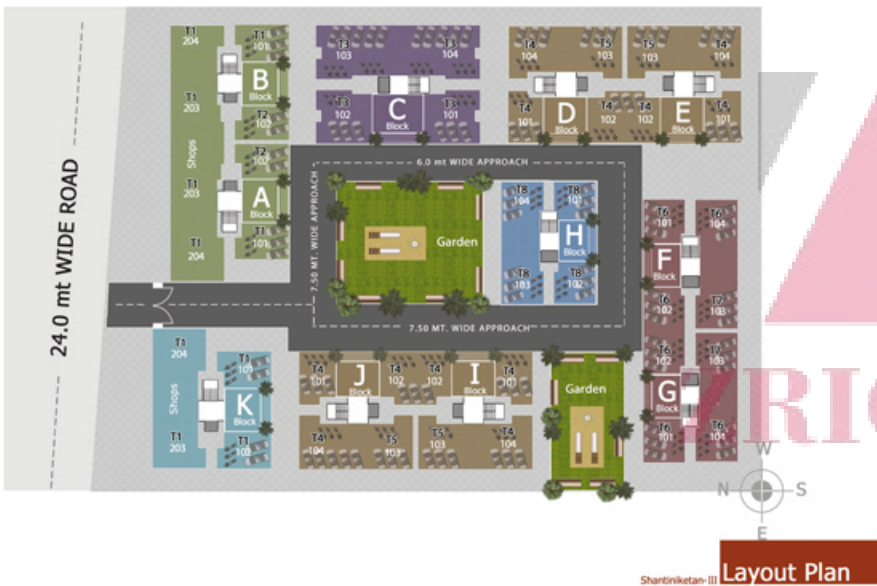 24.0 mt WIDE ROAD
T1
204
T1
101
B
Block
T1
203
T2
102
Shops
T2
102
T1
203
A
Block
T1
204
T1
101
T3
103
T3
104
C
Block
T3
102
T3
101
T4
104
T5
103
T5
103
T4
104
D
Block
E
Block
T4
101
T4
102
T4
102
T4
101
6.0 mt WIDE APPROACH
7.50 MT. WIDE APPROACH
Garden
T8
104
T8
101
H
Block
T8
103
T8
102
7.50 MT. WIDE APPROACH
T6
101
T6
104
F
Block
T6
102
T7
103
T6
102
T7
103
G
Block
T6
101
T6
104
T1
204
T1
101
Shops
K
Block
T1
203
T1
102
T4
101
J
Block
T4
102
T4
102
I
Block
T4
101
T4
104
T5
103
T5
103
T4
104
Garden
RIG
W
N
S
E
Shantiniketan-III
Layout Plan